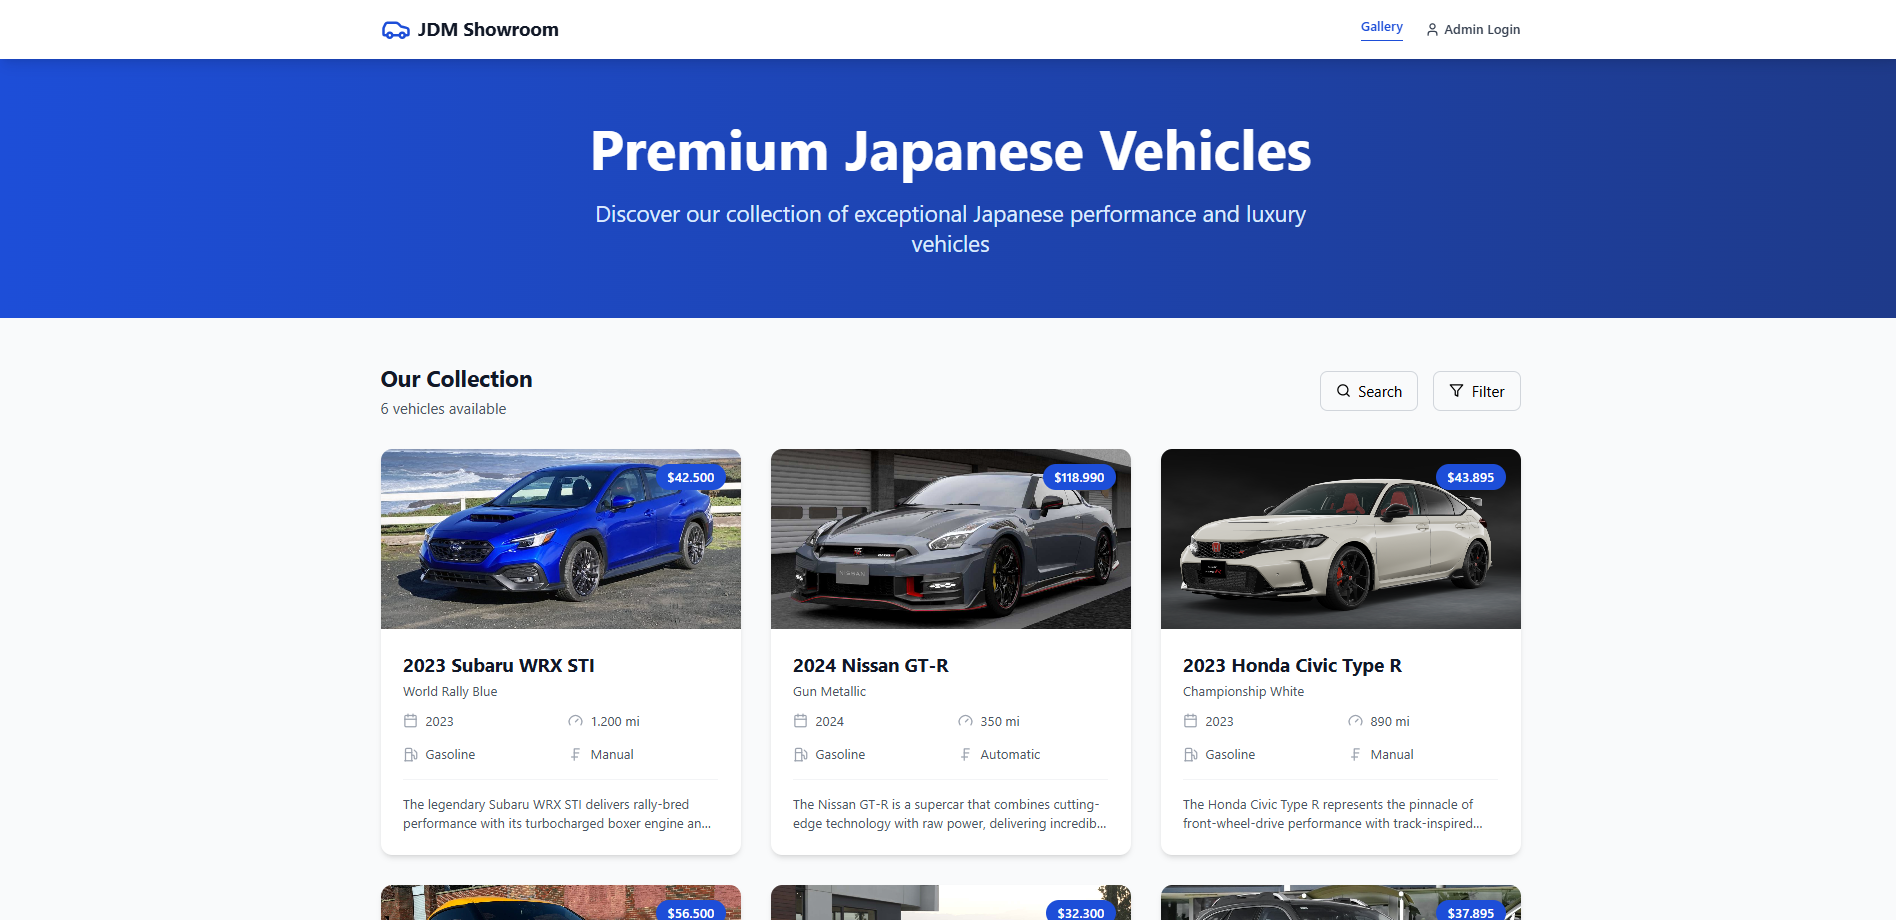 JDM Showroom
Gallery
Admin Login
Premium Japanese Vehicles
Discover our collection of exceptional Japanese performance and luxury
vehicles
Our Collection
6 vehicles available
Search
Filter
$42.500
2023 Subaru WRX STI
World Rally Blue
2023
1.200 mi
Gasoline
Manual
The legendary Subaru WRX STI delivers rally-bred
performance with its turbocharged boxer engine an...
$118.990
NISSAN
2024 Nissan GT-R
Gun Metallic
2024
350 mi
Gasoline
Automatic
The Nissan GT-R is a supercar that combines cutting-
edge technology with raw power, delivering incredib...
$43.895
2023 Honda Civic Type R
Championship White
2023
890 mi
Gasoline
Manual
The Honda Civic Type R represents the pinnacle of
front-wheel-drive performance with track-inspired...
$56.500
$32.300
$37.895